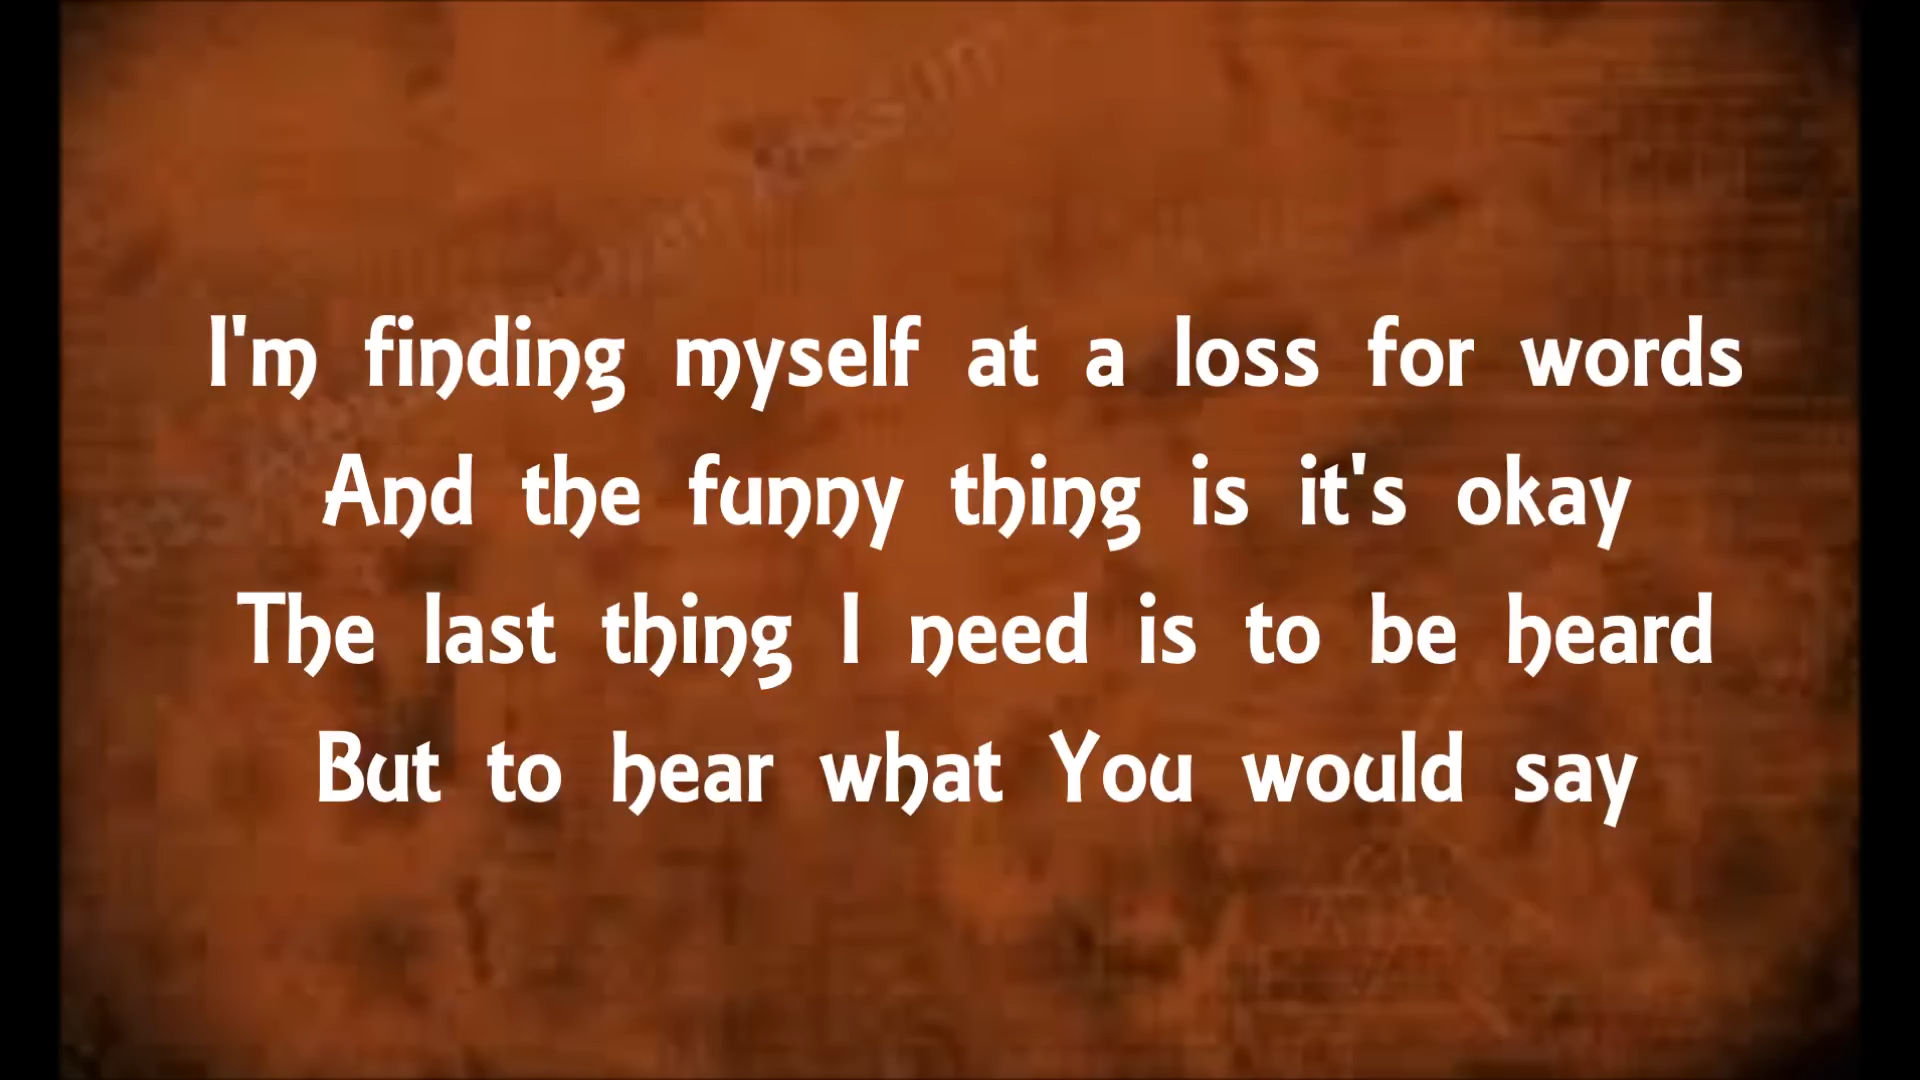 I'm finding myself at a loss for words
And the funny thing is it's okay
The last thing I need is to be heard
But to hear what You would say